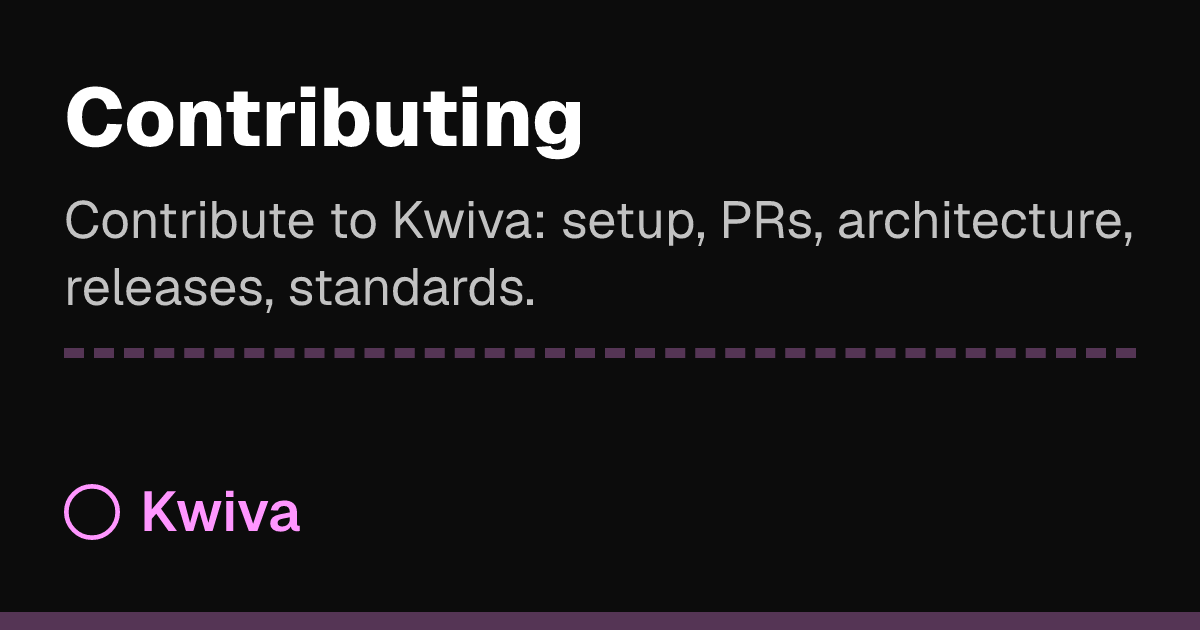 Contributing
Contribute to Kwiva: setup, PRs, architecture,
releases, standards.
Kwiva